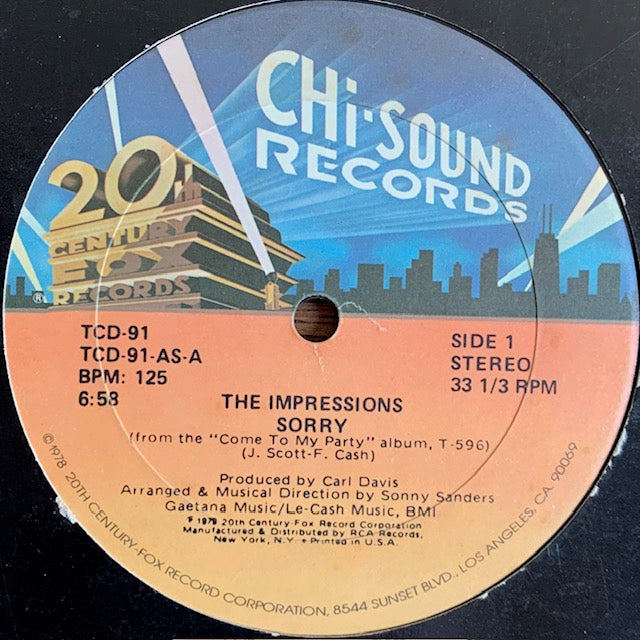 CHi-SOUND
RECORDS
20th
CENTURY
FOX
RECORDS
®
TCD-91
TCD-91-AS-A
BPM: 125
6:58
SIDE 1
STEREO
33 1/3 RPM
THE IMPRESSIONS
SORRY
(from the "Come To My Party" album, T-596)
(J. Scott-F. Cash)
Produced by Carl Davis
Arranged & Musical Direction by Sonny Sanders
Gaetana Music/Le-Cash Music, BMI
℗ 1979 20th Century-Fox Record Corporation
Manufactured & Distributed by RCA Records,
New York, N.Y. • Printed in U.S.A.
©1978 20TH CENTURY-FOX RECORD CORPORATION, 8544 SUNSET BLVD., LOS ANGELES, CA 90069